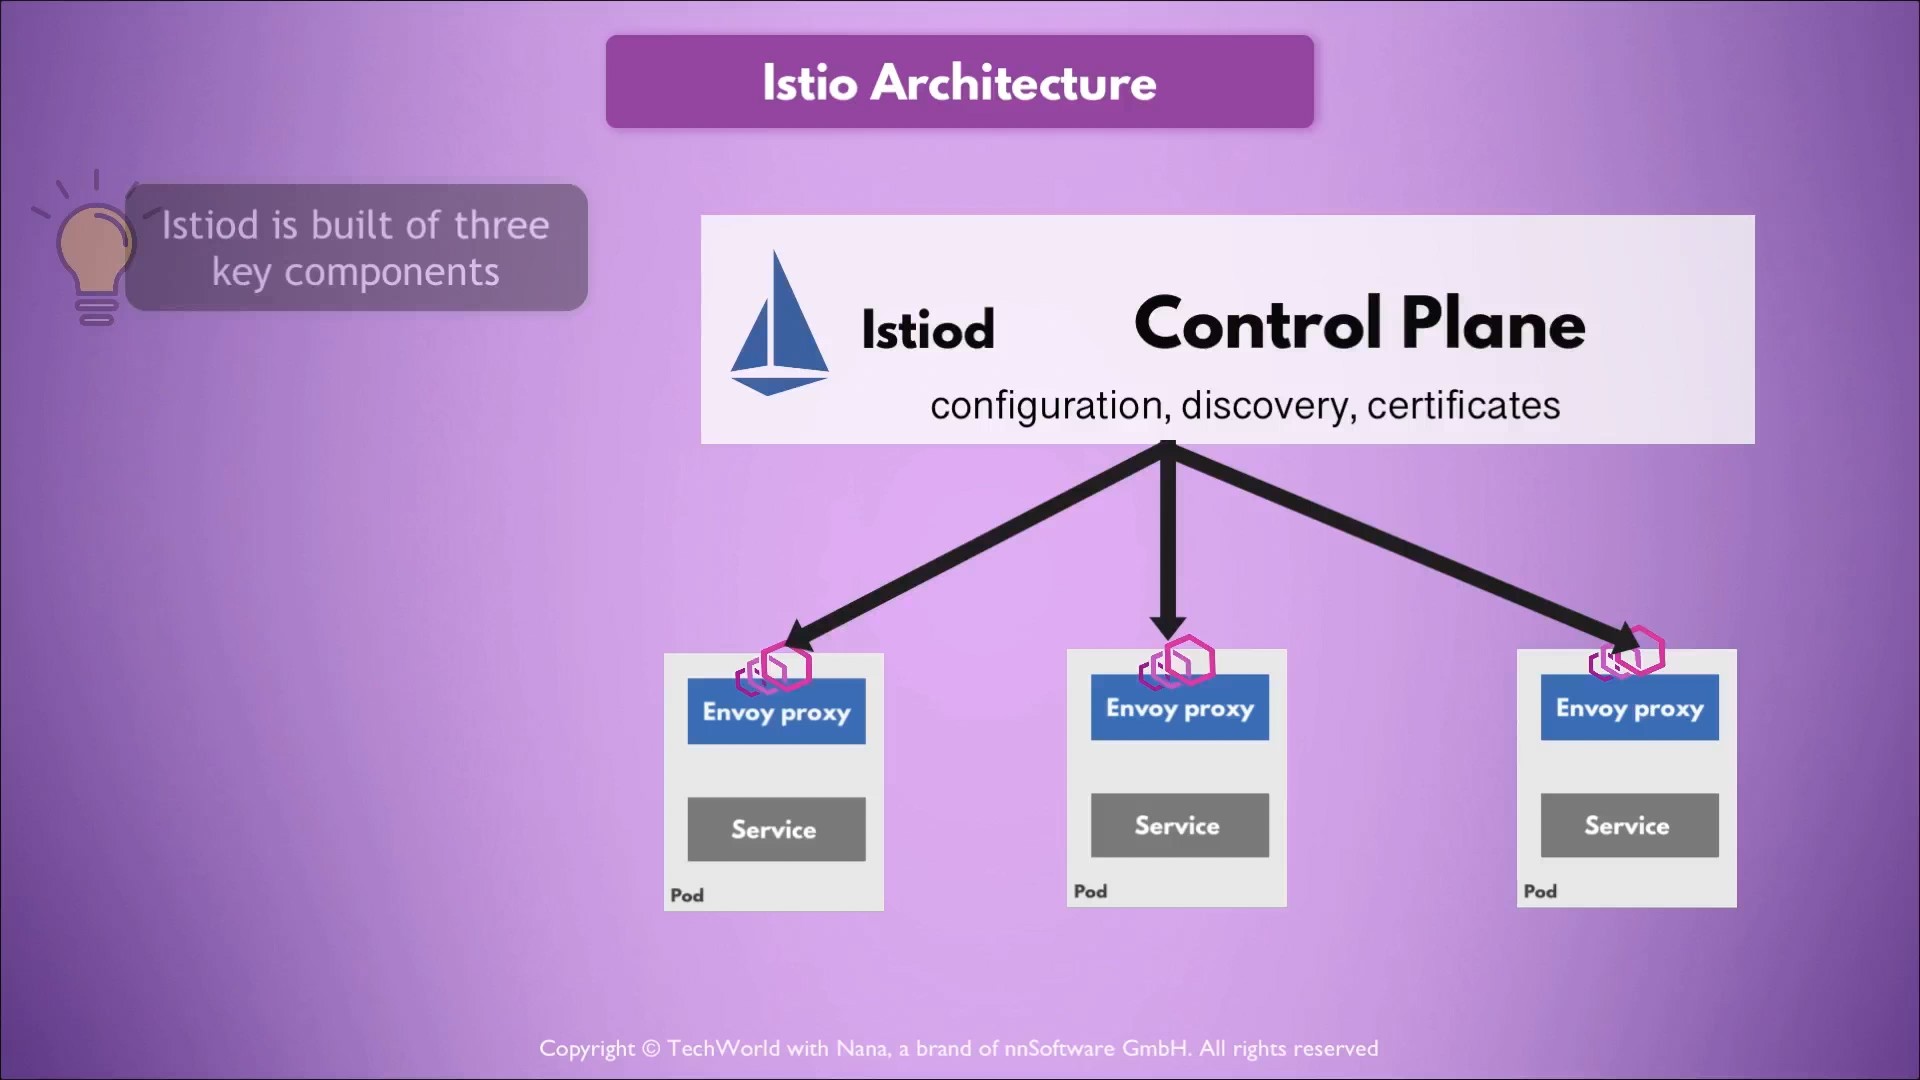 Istio Architecture
Istiod is built of three
key components
Istiod
Control Plane
configuration, discovery, certificates
Envoy proxy
Service
Pod
Envoy proxy
Service
Pod
Envoy proxy
Service
Pod
Copyright © TechWorld with Nana, a brand of nnSoftware GmbH. All rights reserved